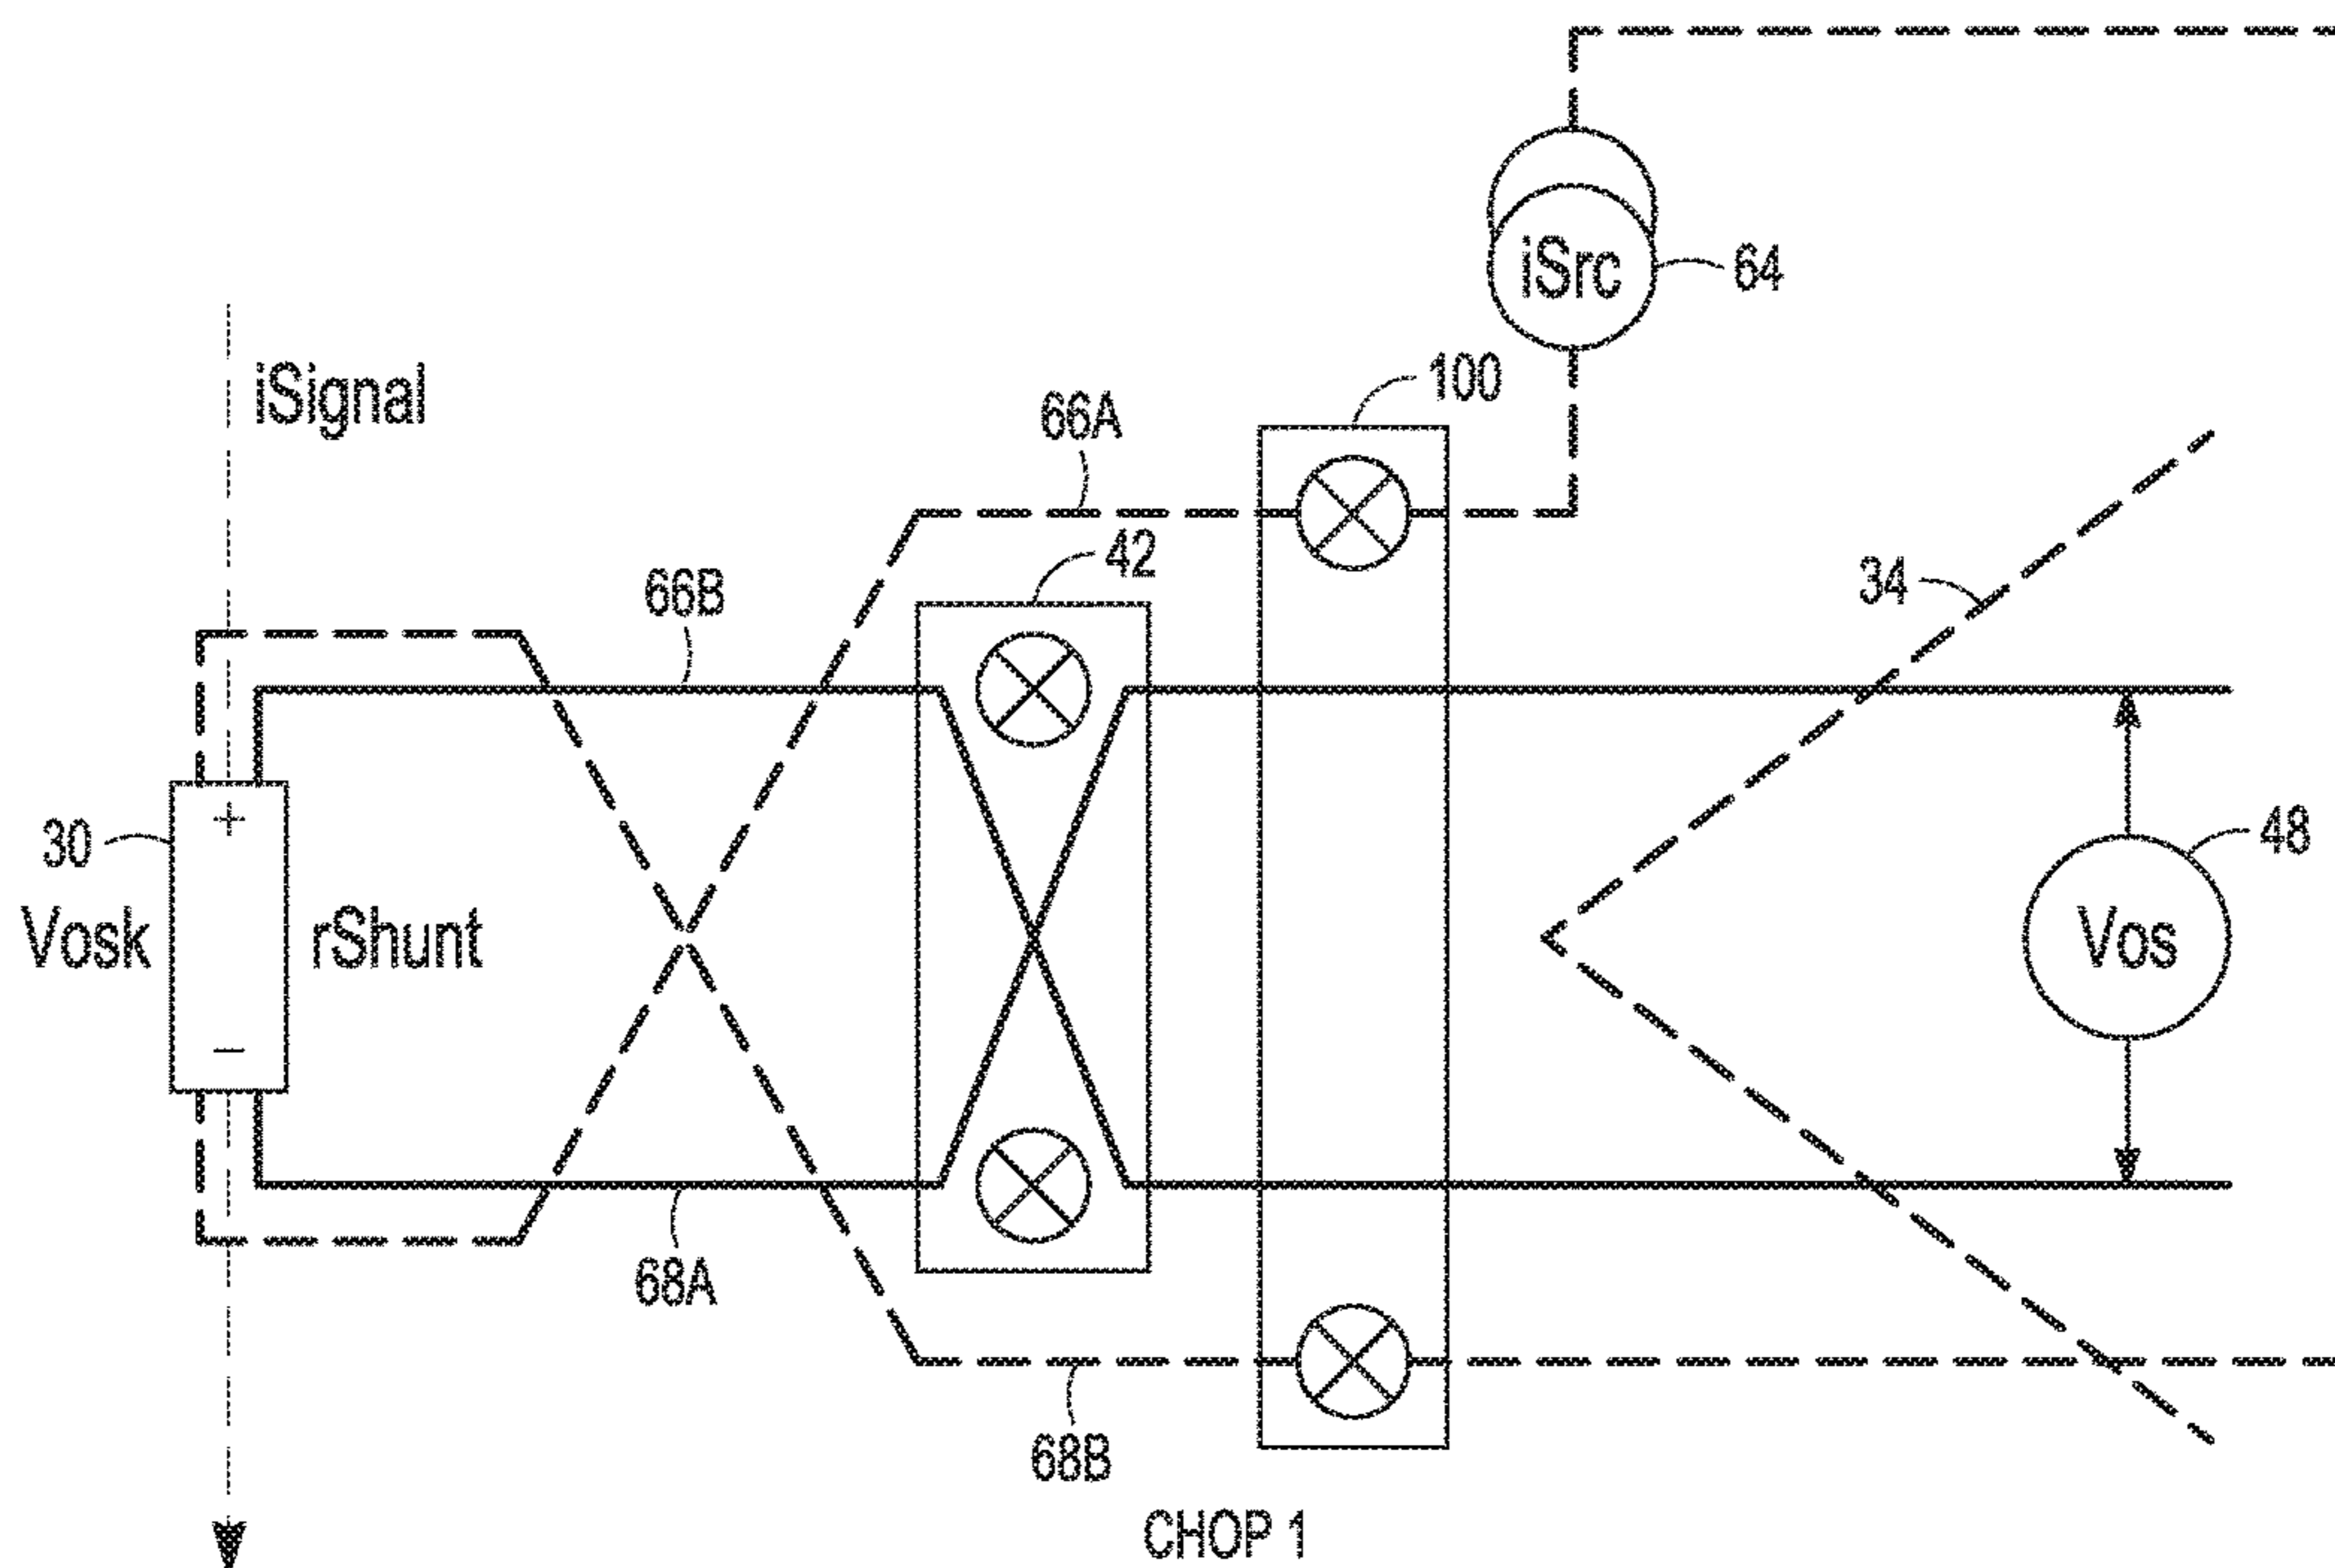 iSrc
64
iSignal
100
66A
42
34
66B
+
30
48
Vosk
rShunt
Vos
−
68A
68B
CHOP 1